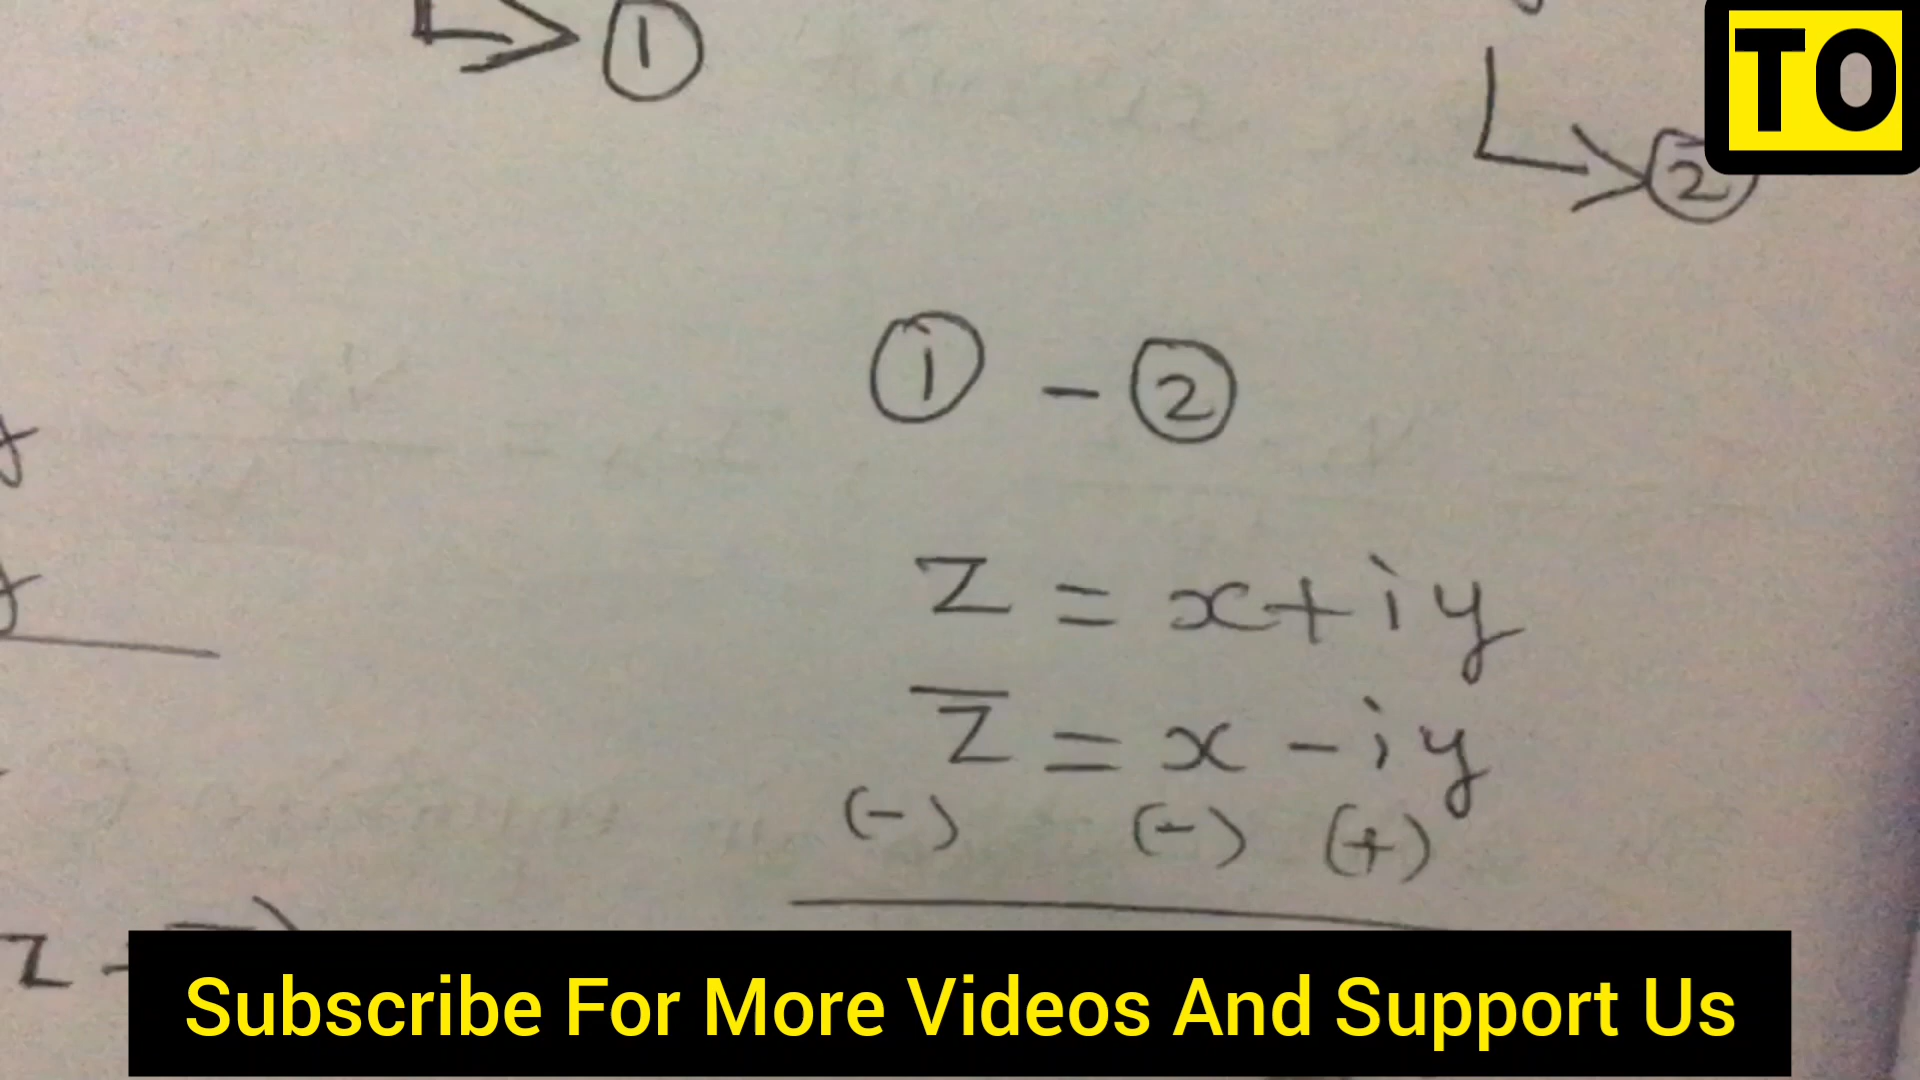 ①
TO
②
① - ②
y
z = x + iy
y
z̅ = x - iy
(-) (-) (+)
z -
Subscribe For More Videos And Support Us